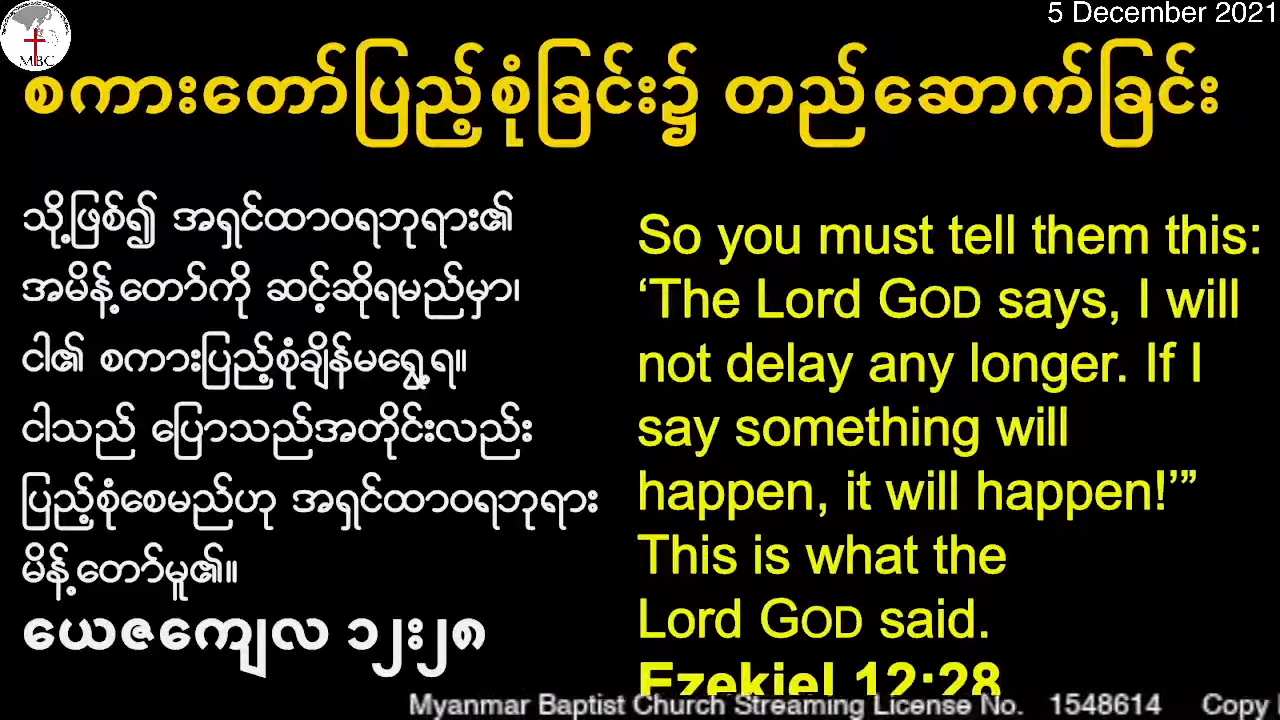 5 December 2021
MBC
စကားတော်ပြည့်စုံခြင်း၌ တည်ဆောက်ခြင်း
သို့ဖြစ်၍ အရှင်ထာဝရဘုရား၏
အမိန့်တော်ကို ဆင့်ဆိုရမည်မှာ၊
ငါ၏ စကားပြည့်စုံချိန်မရွေ့ရ။
ငါသည် ပြောသည်အတိုင်းလည်း
ပြည့်စုံစေမည်ဟု အရှင်ထာဝရဘုရား
မိန့်တော်မူ၏။
ယေဇကျေလ ၁၂း၂၈
So you must tell them this:
‘The Lord GOD says, I will
not delay any longer. If I
say something will
happen, it will happen!’”
This is what the
Lord GOD said.
Ezekiel 12:28
Myanmar Baptist Church Streaming License No. 1548614 Copy